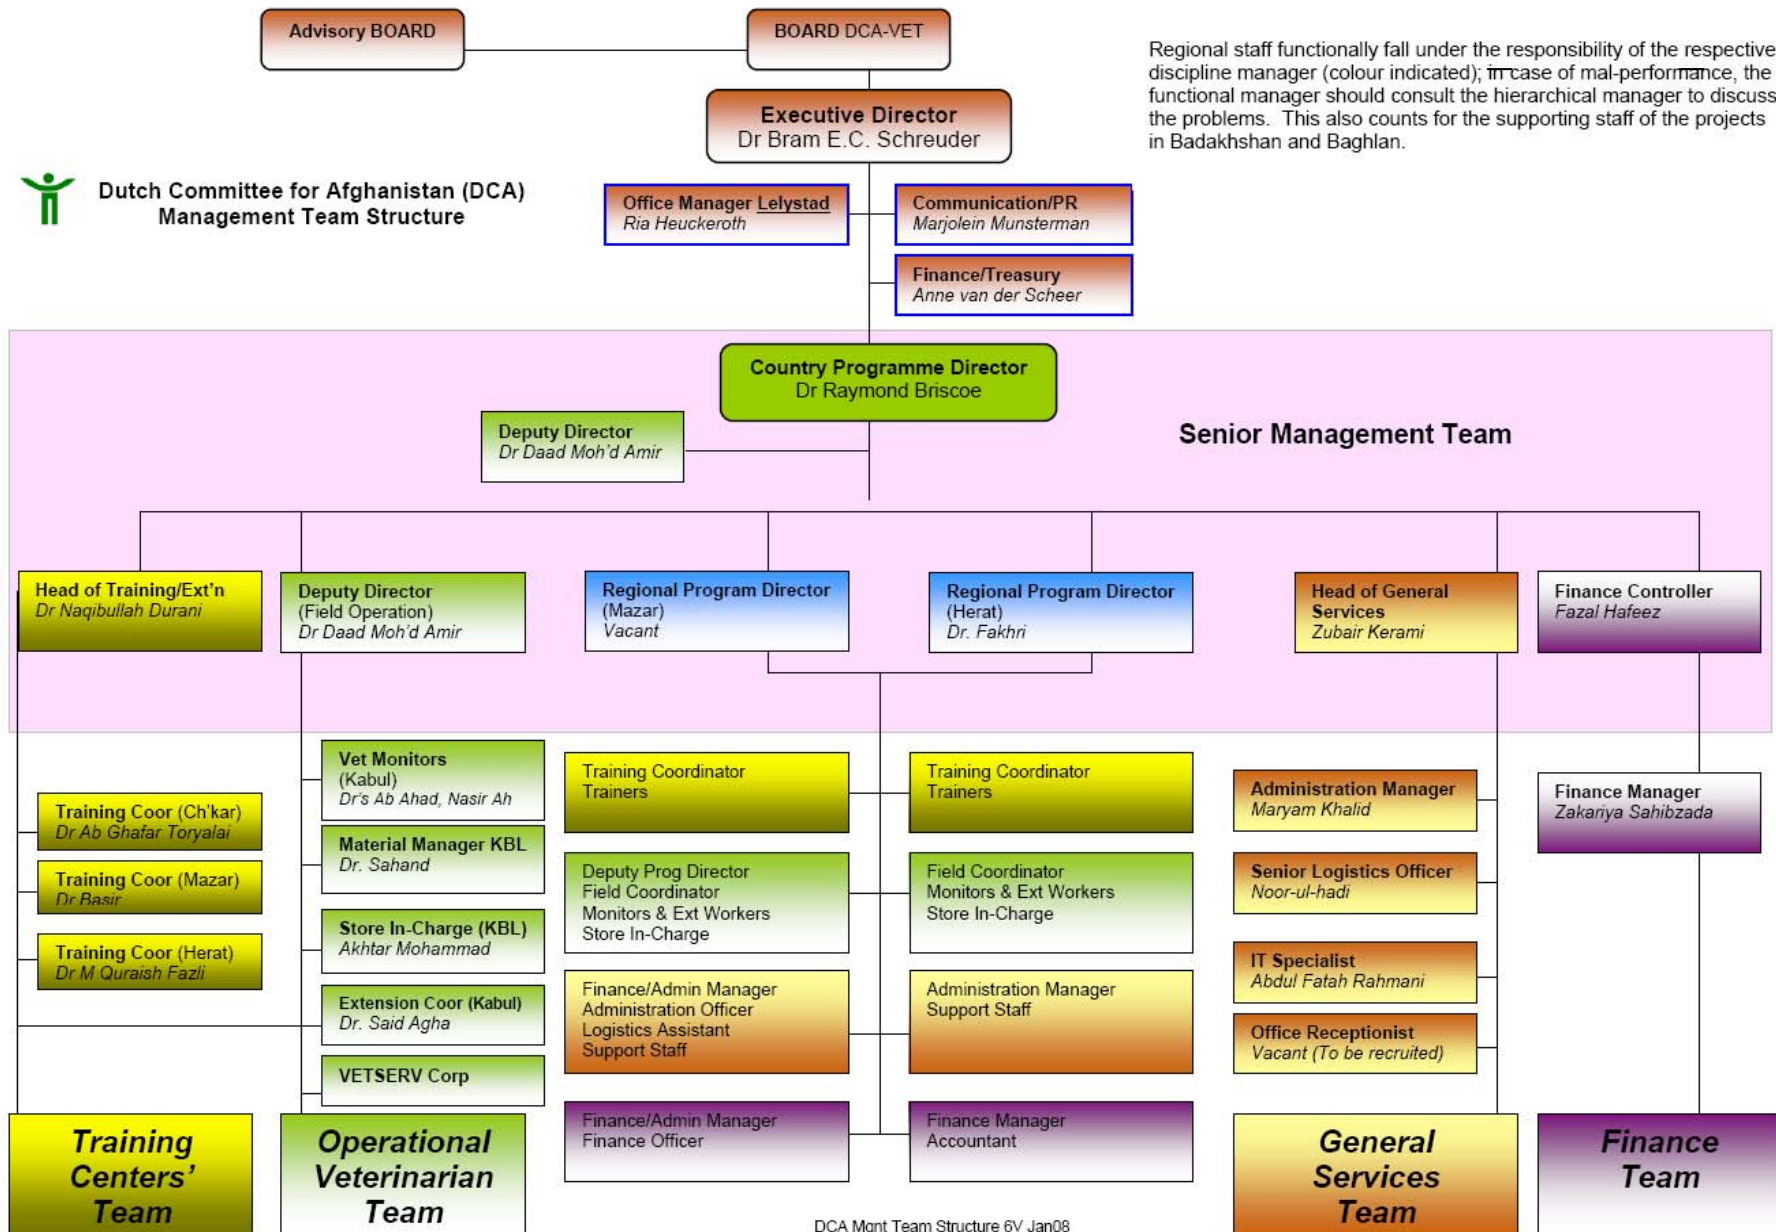 Advisory BOARD
BOARD DCA-VET
Regional staff functionally fall under the responsibility of the respective
discipline manager (colour indicated); in case of mal-performance, the
functional manager should consult the hierarchical manager to discuss
the problems. This also counts for the supporting staff of the projects
in Badakhshan and Baghlan.
Executive Director
Dr Bram E.C. Schreuder
Dutch Committee for Afghanistan (DCA)
Management Team Structure
Office Manager Lelystad
Ria Heuckeroth
Communication/PR
Marjolein Munsterman
Finance/Treasury
Anne van der Scheer
Country Programme Director
Dr Raymond Briscoe
Deputy Director
Dr Daad Moh'd Amir
Senior Management Team
Head of Training/Ext'n
Dr Naqibullah Durani
Deputy Director
(Field Operation)
Dr Daad Moh'd Amir
Regional Program Director
(Mazar)
Vacant
Regional Program Director
(Herat)
Dr. Fakhri
Head of General
Services
Zubair Kerami
Finance Controller
Fazal Hafeez
Training Coor (Ch'kar)
Dr Ab Ghafar Toryalai
Training Coor (Mazar)
Dr Basir
Training Coor (Herat)
Dr M Quraish Fazli
Vet Monitors
(Kabul)
Dr's Ab Ahad, Nasir Ah
Material Manager KBL
Dr. Sahand
Store In-Charge (KBL)
Akhtar Mohammad
Extension Coor (Kabul)
Dr. Said Agha
VETSERV Corp
Training Coordinator
Trainers
Deputy Prog Director
Field Coordinator
Monitors & Ext Workers
Store In-Charge
Finance/Admin Manager
Administration Officer
Logistics Assistant
Support Staff
Finance/Admin Manager
Finance Officer
Training Coordinator
Trainers
Field Coordinator
Monitors & Ext Workers
Store In-Charge
Administration Manager
Support Staff
Finance Manager
Accountant
Administration Manager
Maryam Khalid
Senior Logistics Officer
Noor-ul-hadi
IT Specialist
Abdul Fatah Rahmani
Office Receptionist
Vacant (To be recruited)
Finance Manager
Zakariya Sahibzada
Training
Centers'
Team
Operational
Veterinarian
Team
General
Services
Team
Finance
Team
DCA Mgnt Team Structure 6V Jan08